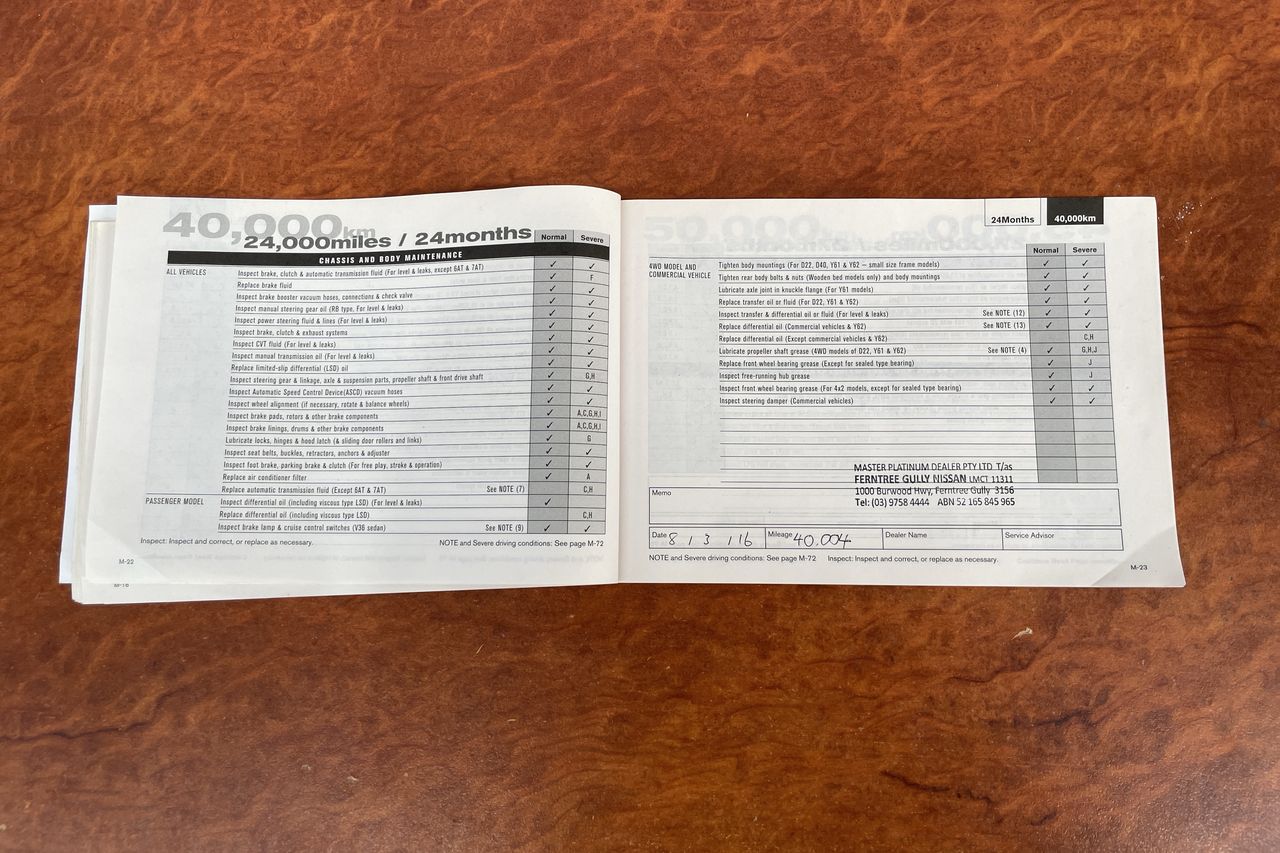 40,000km
24,000miles / 24months
Normal Severe
CHASSIS AND BODY MAINTENANCE
ALL VEHICLES
Inspect brake, clutch & automatic transmission fluid (For level & leaks, except 6AT & 7AT) ✓ ✓
Replace brake fluid ✓ F
Inspect brake booster vacuum hoses, connections & check valve ✓ ✓
Inspect manual steering gear oil (RB type, For level & leaks) ✓ ✓
Inspect power steering fluid & lines (For level & leaks) ✓ ✓
Inspect brake, clutch & exhaust systems ✓ ✓
Inspect CVT fluid (For level & leaks) ✓ ✓
Inspect manual transmission oil (For level & leaks) ✓ ✓
Replace limited-slip differential (LSD) oil ✓ ✓
Inspect steering gear & linkage, axle & suspension parts, propeller shaft & front drive shaft ✓ G,H
Inspect Automatic Speed Control Device(ASCD) vacuum hoses ✓ ✓
Inspect wheel alignment (if necessary, rotate & balance wheels) ✓ ✓
Inspect brake pads, rotors & other brake components ✓ A,C,G,H,I
Inspect brake linings, drums & other brake components ✓ A,C,G,H,I
Lubricate locks, hinges & hood latch (& sliding door rollers and links) ✓ G
Inspect seat belts, buckles, retractors, anchors & adjuster ✓ ✓
Inspect foot brake, parking brake & clutch (For free play, stroke & operation) ✓ ✓
Replace air conditioner filter ✓ A
Replace automatic transmission fluid (Except 6AT & 7AT) See NOTE (7) C,H
PASSENGER MODEL
Inspect differential oil (including viscous type LSD) (For level & leaks) ✓
Replace differential oil (including viscous type LSD) C,H
Inspect brake lamp & cruise control switches (V36 sedan) See NOTE (9) ✓ ✓
Inspect: Inspect and correct, or replace as necessary. NOTE and Severe driving conditions: See page M-72
M-22
M-16
24Months 40,000km
Normal Severe
4WD MODEL AND
COMMERCIAL VEHICLE
Tighten body mountings (For D22, D40, Y61 & Y62 – small size frame models) ✓ ✓
Tighten rear body bolts & nuts (Wooden bed models only) and body mountings ✓ ✓
Lubricate axle joint in knuckle flange (For Y61 models) ✓ ✓
Replace transfer oil or fluid (For D22, Y61 & Y62) ✓ ✓
Inspect transfer & differential oil or fluid (For level & leaks) See NOTE (12) ✓ ✓
Replace differential oil (Commercial vehicles & Y62) See NOTE (13) ✓ ✓
Replace differential oil (Except commercial vehicles & Y62) C,H
Lubricate propeller shaft grease (4WD models of D22, Y61 & Y62) See NOTE (4) ✓ G,H,J
Replace front wheel bearing grease (Except for sealed type bearing) ✓ J
Inspect free-running hub grease ✓ J
Inspect front wheel bearing grease (For 4x2 models, except for sealed type bearing) ✓ ✓
Inspect steering damper (Commercial vehicles) ✓ ✓
MASTER PLATINUM DEALER PTY LTD T/as
FERNTREE GULLY NISSAN LMCT 11311
1000 Burwood Hwy, Ferntree Gully 3156
Tel: (03) 9758 4444 ABN 52 165 845 965
Memo
Date 8 / 3 / 16 Mileage 40,004 Dealer Name Service Advisor
NOTE and Severe driving conditions: See page M-72 Inspect: Inspect and correct, or replace as necessary.
M-23